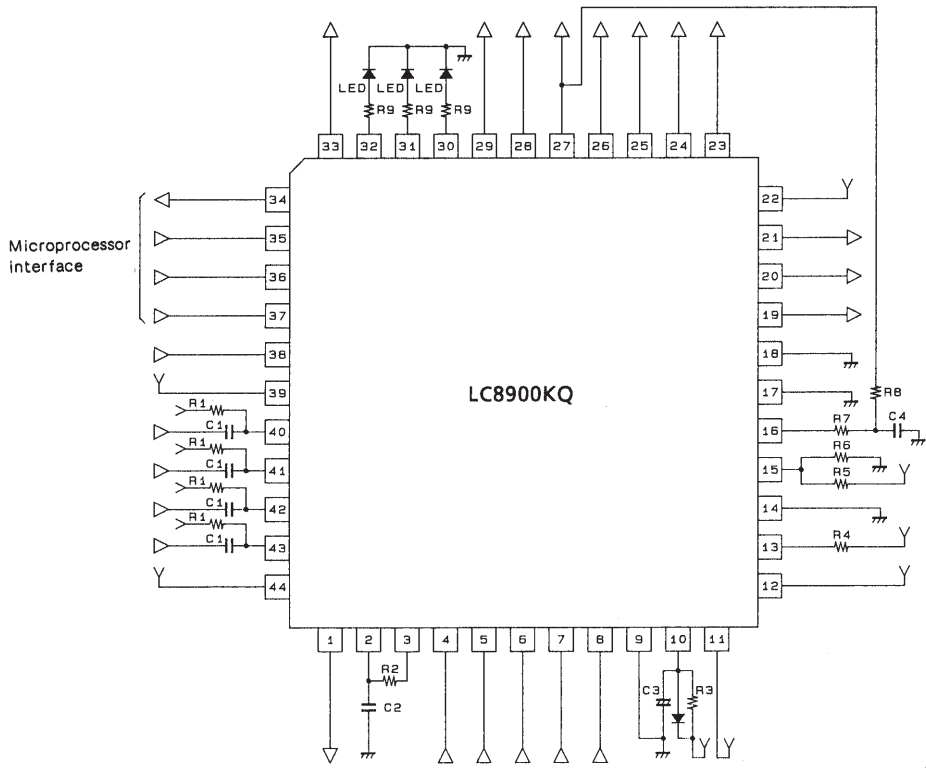 33
32
31
30
29
28
27
26
25
24
23
LED
LED
LED
R9
R9
R9
34
35
36
37
38
39
40
41
42
43
44
Microprocessor
interface
R1
C1
R1
C1
R1
C1
R1
C1
LC8900KQ
22
21
20
19
18
17
16
15
14
13
12
R8
R7
C4
R6
R5
R4
1
2
3
4
5
6
7
8
9
10
11
R2
C2
C3
R3